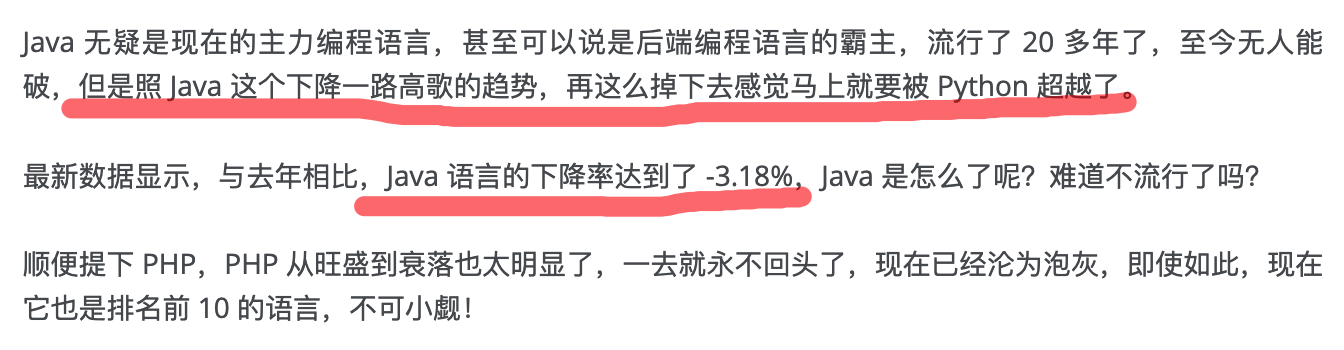 Java 无疑是现在的主力编程语言，甚至可以说是后端编程语言的霸主，流行了 20 多年了，至今无人能
破，但是照 Java 这个下降一路高歌的趋势，再这么掉下去感觉马上就要被 Python 超越了。
最新数据显示，与去年相比，Java 语言的下降率达到了 -3.18%，Java 是怎么了呢？难道不流行了吗？
顺便提下 PHP，PHP 从旺盛到衰落也太明显了，一去就永不回头了，现在已经沦为泡灰，即使如此，现在
它也是排名前 10 的语言，不可小觑！